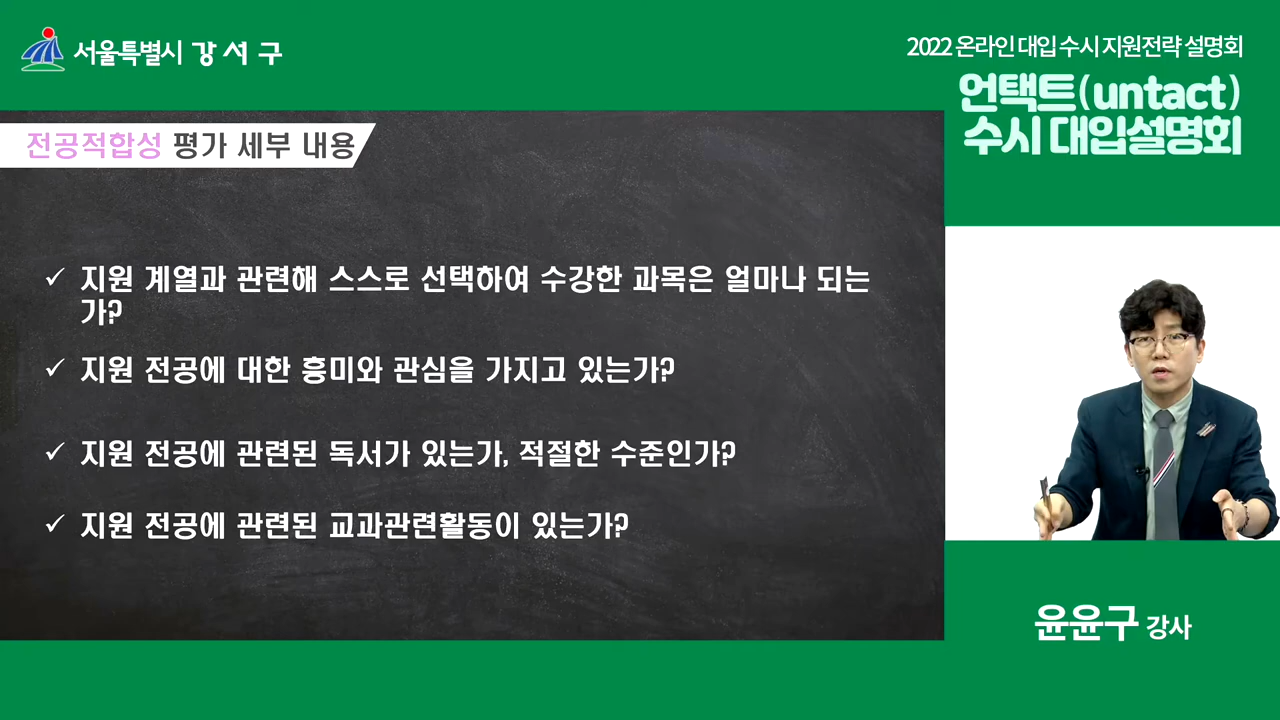 서울특별시 강서구
2022 온라인 대입 수시 지원전략 설명회
언택트(untact)
수시 대입설명회
전공적합성 평가 세부 내용
✓ 지원 계열과 관련해 스스로 선택하여 수강한 과목은 얼마나 되는
가?
✓ 지원 전공에 대한 흥미와 관심을 가지고 있는가?
✓ 지원 전공에 관련된 독서가 있는가, 적절한 수준인가?
✓ 지원 전공에 관련된 교과관련활동이 있는가?
윤윤구 강사